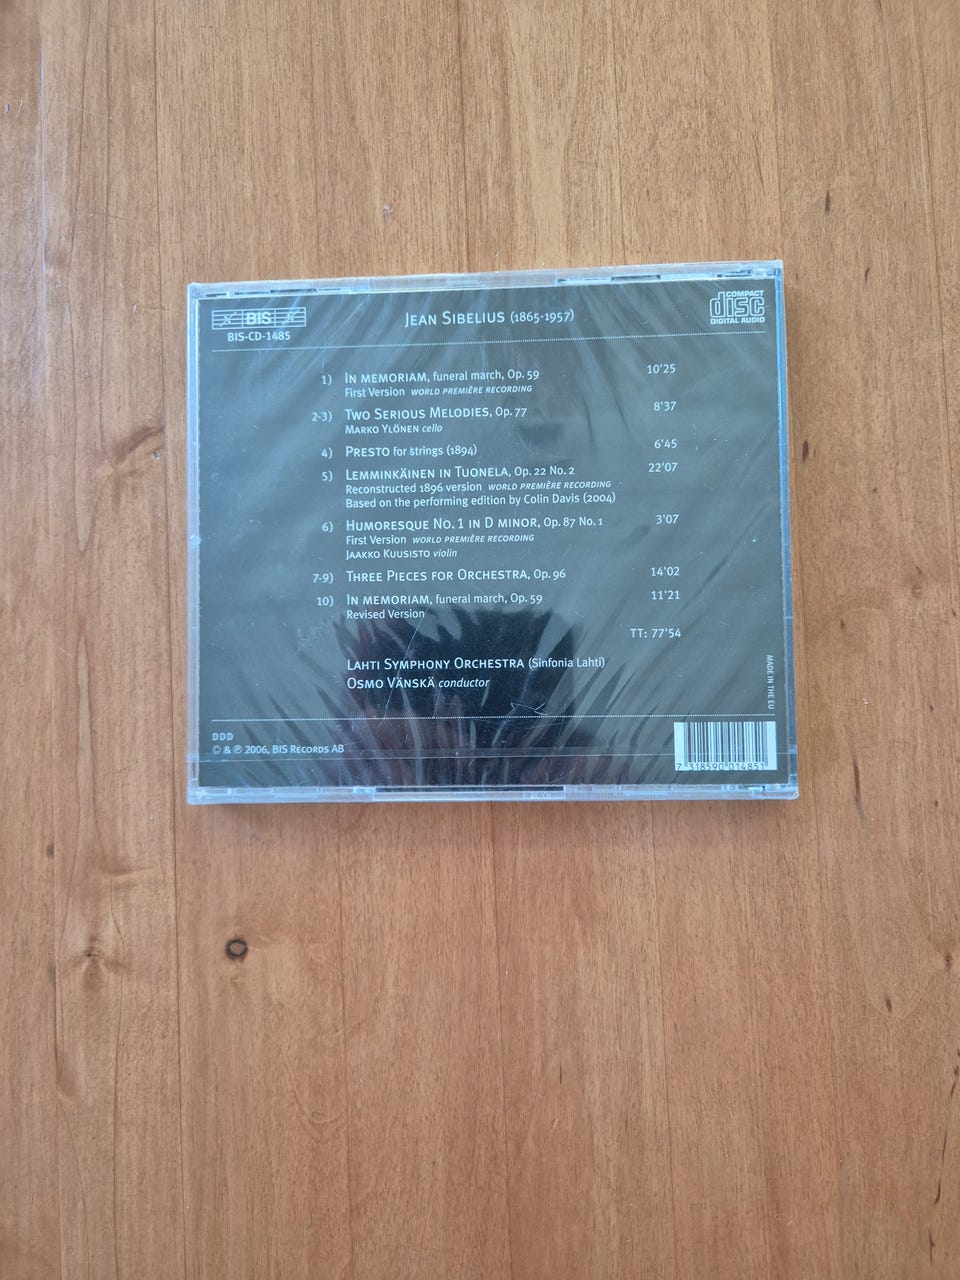 BIS
BIS-CD-1485
JEAN SIBELIUS (1865-1957)
COMPACT
disc
DIGITAL AUDIO
1) IN MEMORIAM, funeral march, Op. 59 10'25
First Version WORLD PREMIÈRE RECORDING
2-3) TWO SERIOUS MELODIES, Op. 77 8'37
MARKO YLÖNEN cello
4) PRESTO for strings (1894) 6'45
5) LEMMINKÄINEN IN TUONELA, Op. 22 No. 2 22'07
Reconstructed 1896 version WORLD PREMIÈRE RECORDING
Based on the performing edition by Colin Davis (2004)
6) HUMORESQUE NO. 1 IN D MINOR, Op. 87 No. 1 3'07
First Version WORLD PREMIÈRE RECORDING
JAAKKO KUUSISTO violin
7-9) THREE PIECES FOR ORCHESTRA, Op. 96 14'02
10) IN MEMORIAM, funeral march, Op. 59 11'21
Revised Version
TT: 77'54
LAHTI SYMPHONY ORCHESTRA (Sinfonia Lahti)
OSMO VÄNSKÄ conductor
MADE IN THE EU
DDD
© & ℗ 2006, BIS RECORDS AB
7 318590 014851